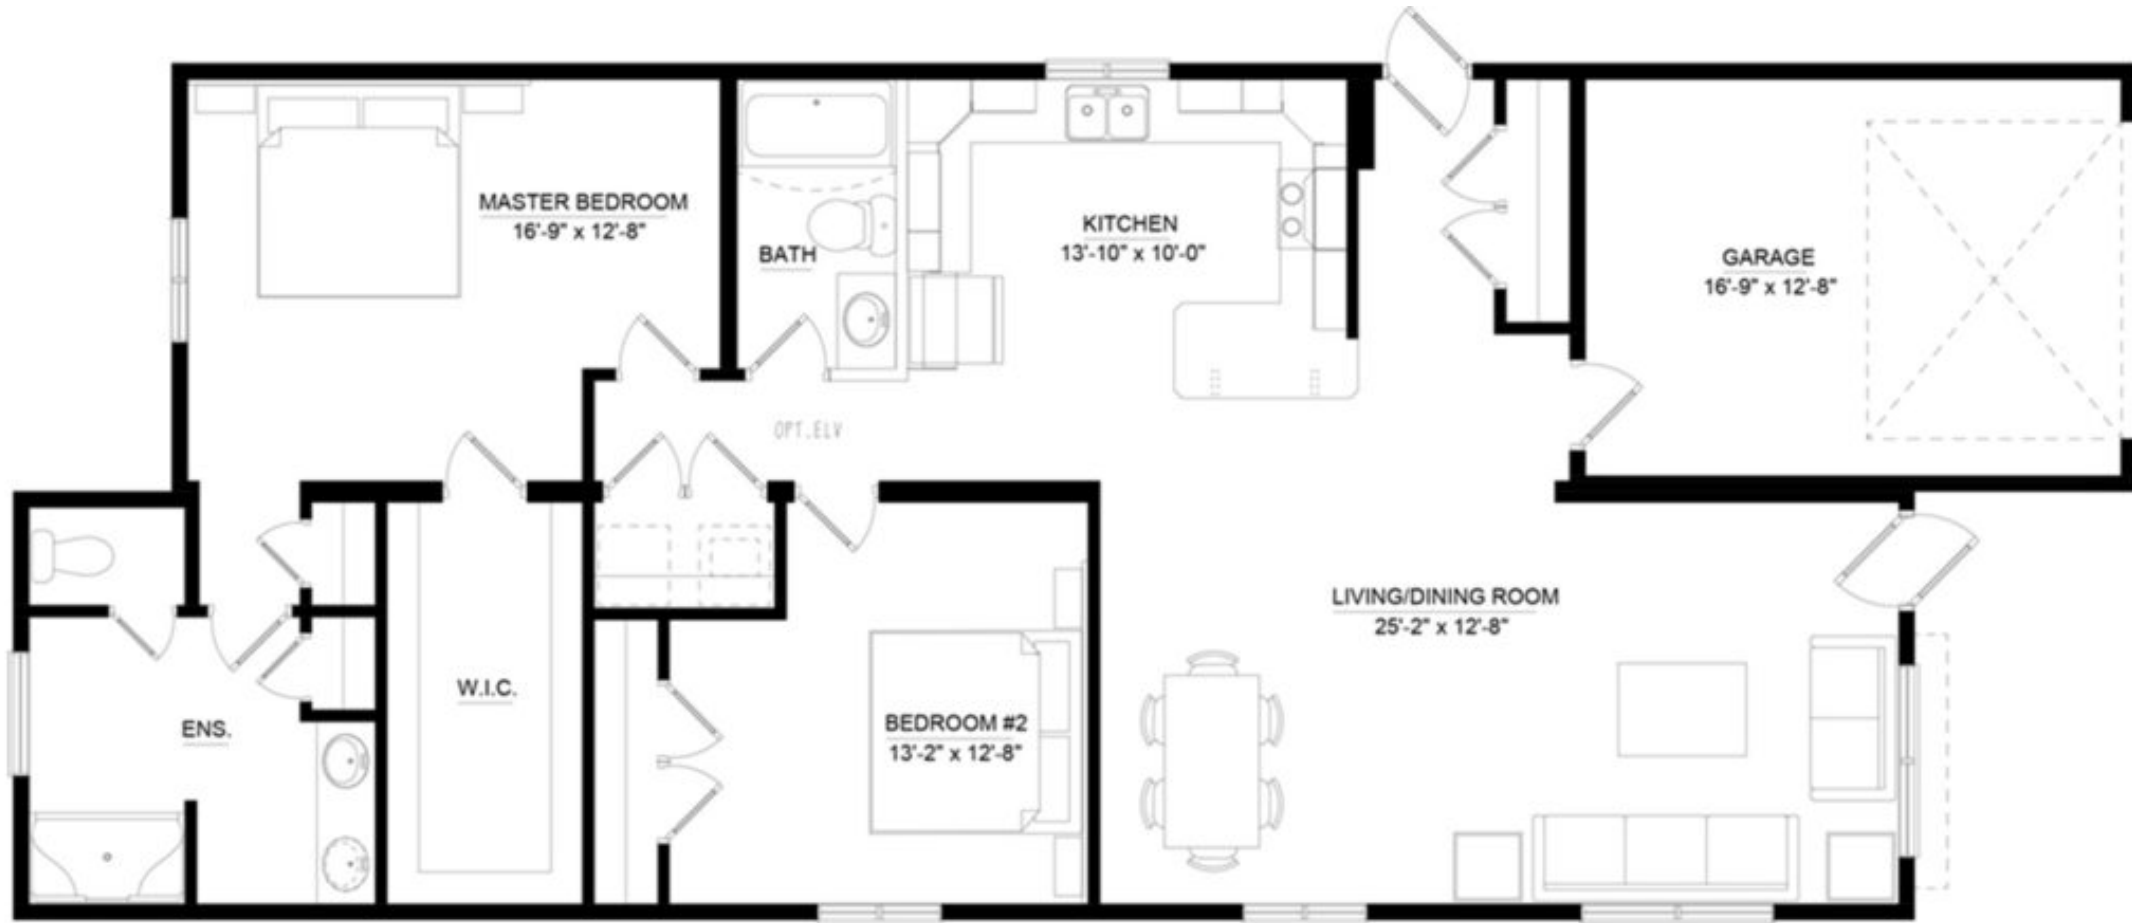 MASTER BEDROOM
16'-9" x 12'-8"
BATH
KITCHEN
13'-10" x 10'-0"
GARAGE
16'-9" x 12'-8"
OPT.ELV
LIVING/DINING ROOM
25'-2" x 12'-8"
W.I.C.
ENS.
BEDROOM #2
13'-2" x 12'-8"